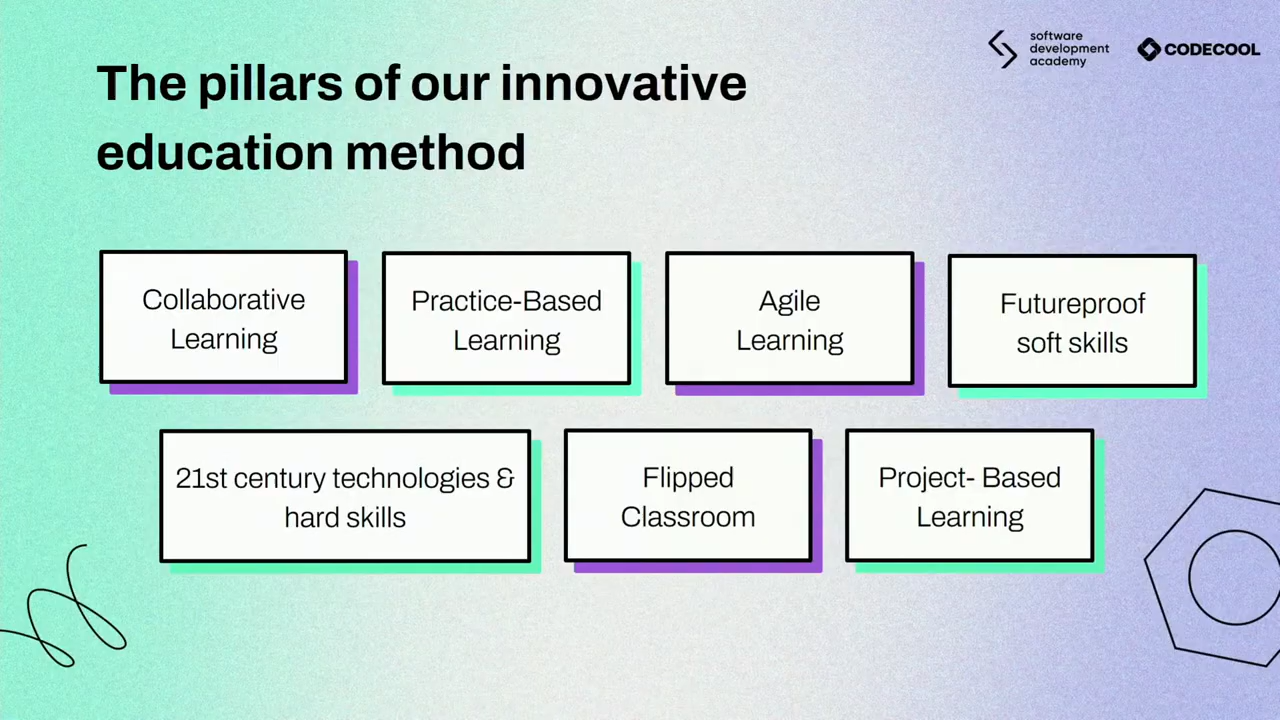 software
development
academy
CODECOOL
The pillars of our innovative
education method
Collaborative
Learning
Practice-Based
Learning
Agile
Learning
Futureproof
soft skills
21st century technologies &
hard skills
Flipped
Classroom
Project- Based
Learning